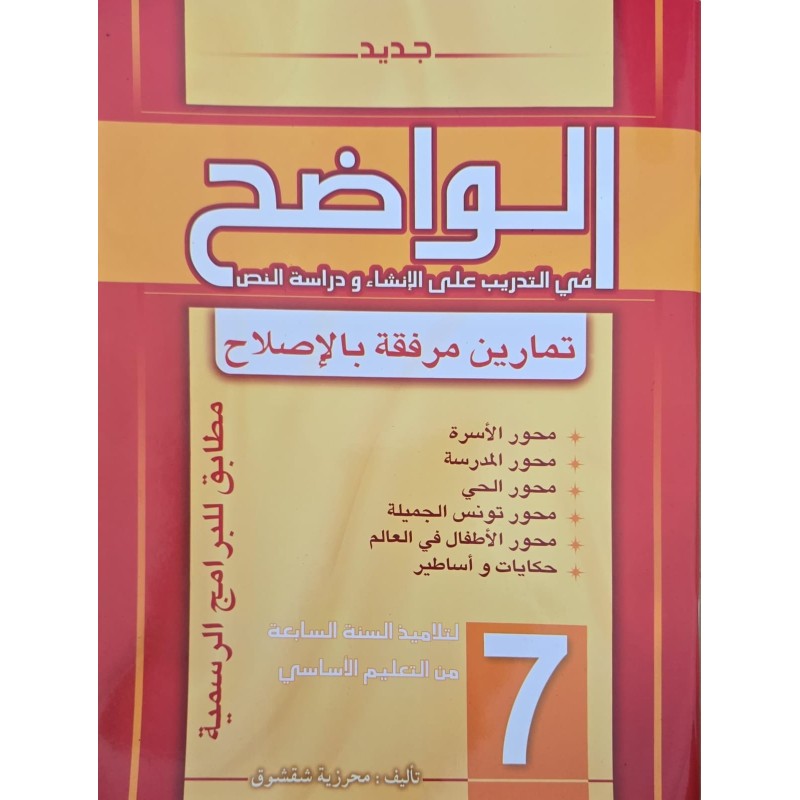 جديد
الواضح
في التدريب على الإنشاء و دراسة النص
تمارين مرفقة بالإصلاح
محور الأسرة
محور المدرسة
محور الحي
محور تونس الجميلة
محور الأطفال في العالم
حكايات و أساطير
مطابق للبرامج الرسمية
لتلاميذ السنة السابعة
من التعليم الأساسي
7
تأليف : محرزية شقشوق